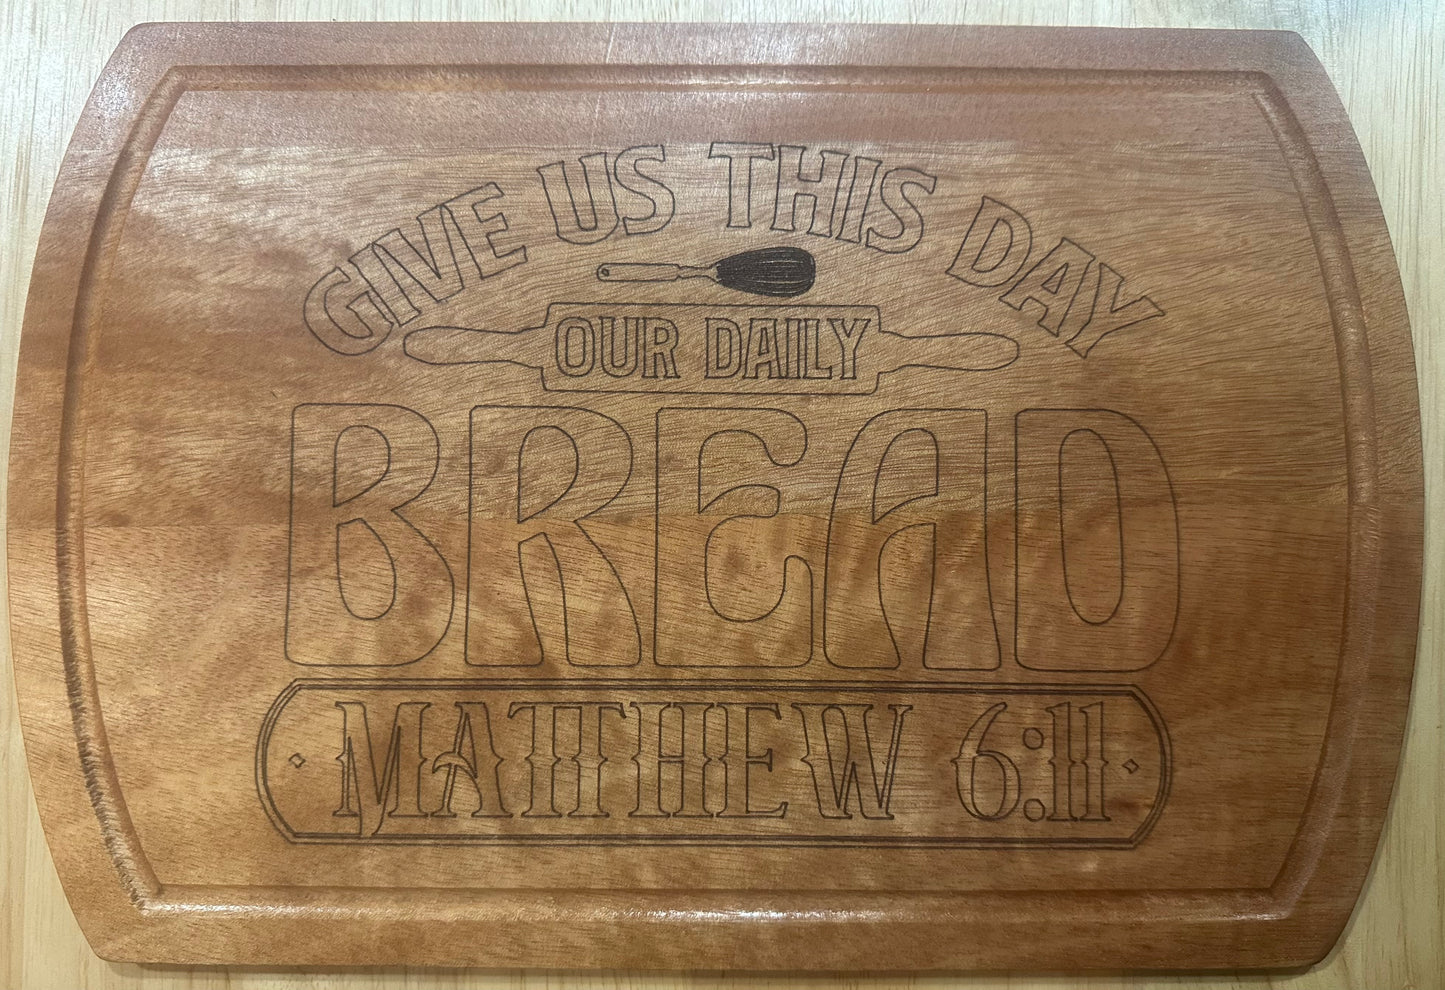 GIVE US THIS DAY
OUR DAILY
BREAD
MATTHEW 6:11